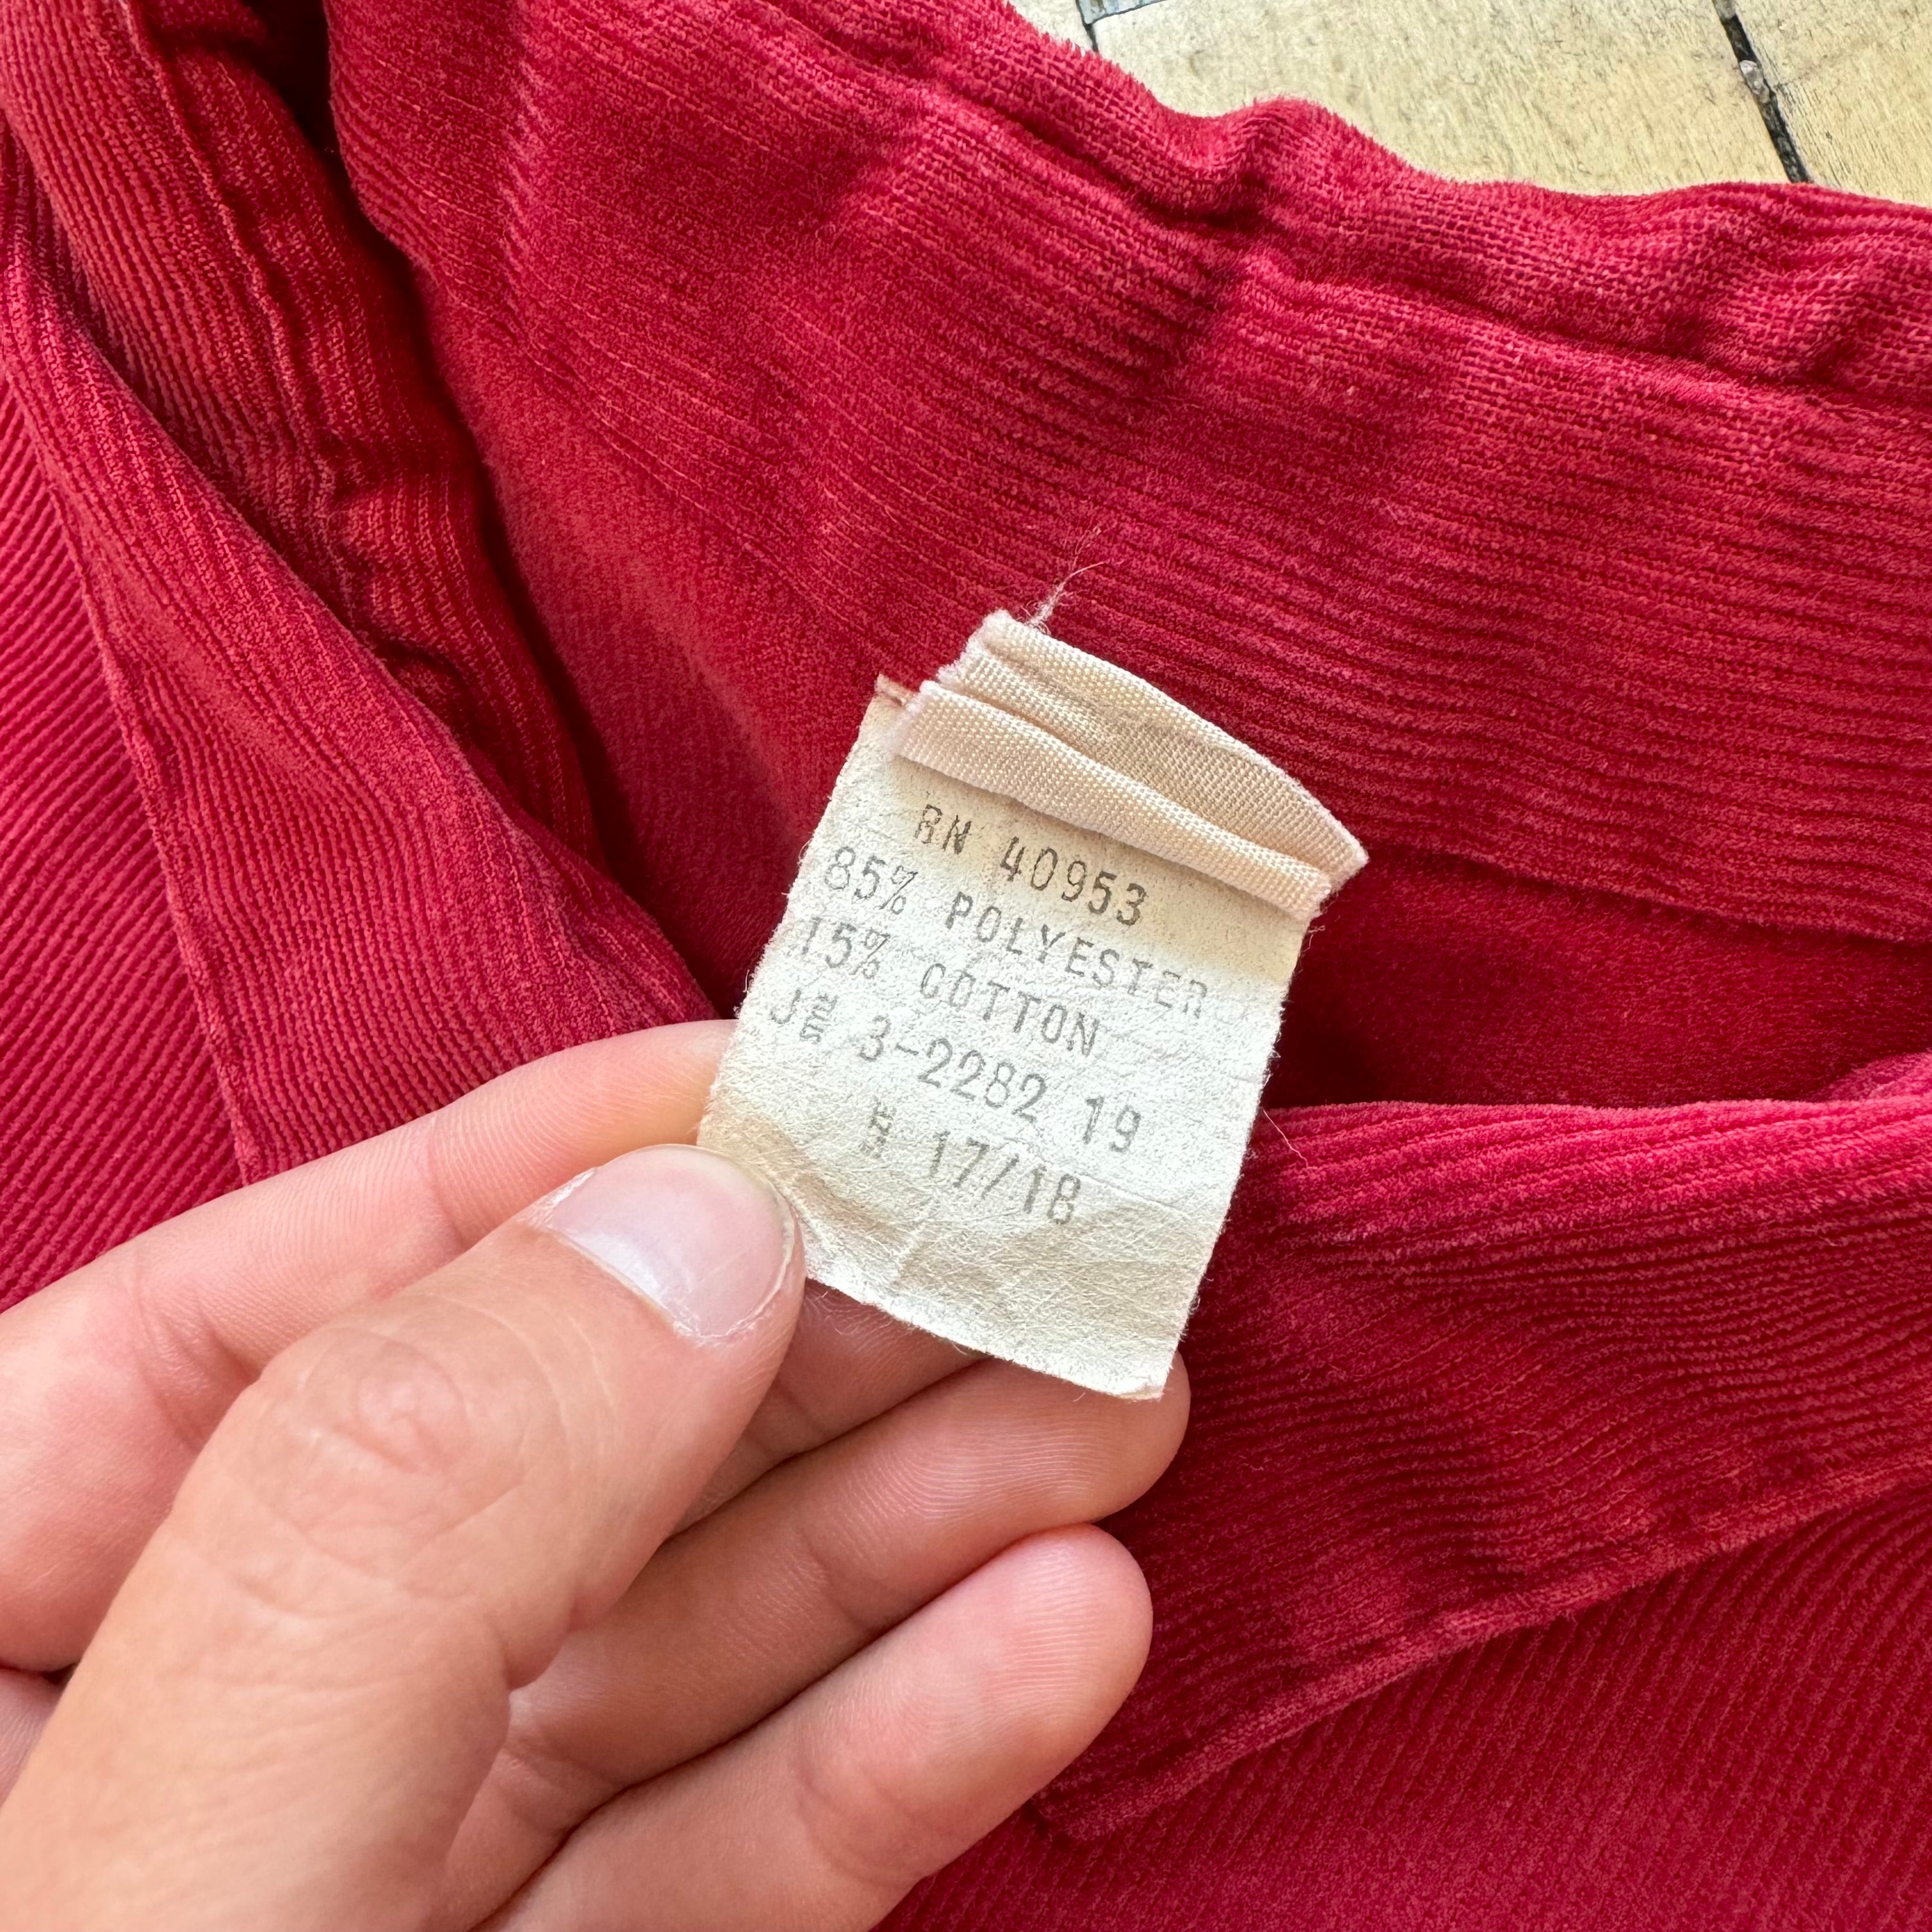 RN 40953
85% POLYESTER
15% COTTON
3-2282 19
17/18